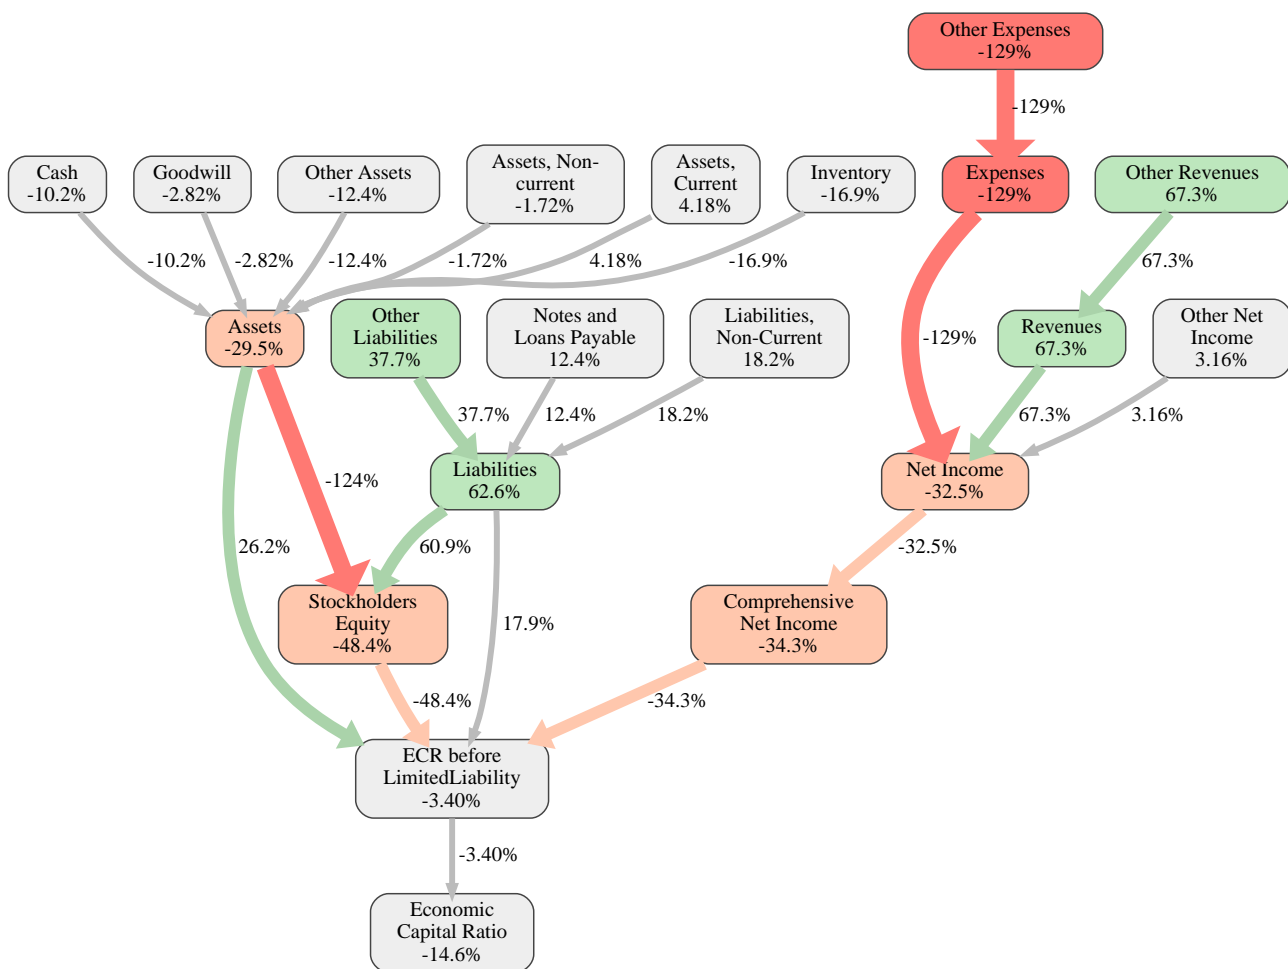 Other Expenses
-129%
-129%
Cash
-10.2%
Goodwill
-2.82%
Other Assets
-12.4%
Assets, Non-
current
-1.72%
Assets,
Current
4.18%
Inventory
-16.9%
Expenses
-129%
Other Revenues
67.3%
-10.2%
-2.82%
-12.4%
-1.72%
4.18%
-16.9%
67.3%
Assets
-29.5%
Other
Liabilities
37.7%
Notes and
Loans Payable
12.4%
Liabilities,
Non-Current
18.2%
-129%
Revenues
67.3%
Other Net
Income
3.16%
37.7%
12.4%
18.2%
67.3%
3.16%
-124%
Liabilities
62.6%
Net Income
-32.5%
26.2%
60.9%
-32.5%
Stockholders
Equity
-48.4%
17.9%
Comprehensive
Net Income
-34.3%
-48.4%
-34.3%
ECR before
LimitedLiability
-3.40%
-3.40%
Economic
Capital Ratio
-14.6%